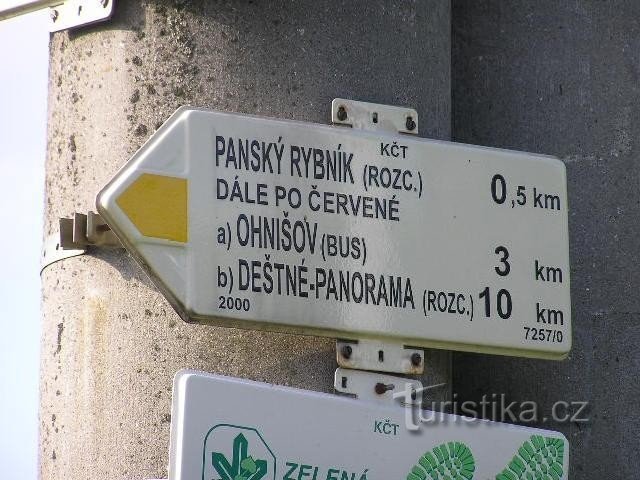 KČT
PANSKÝ RYBNÍK (ROZC.) 0,5 km
DÁLE PO ČERVENÉ
a) OHNIŠOV (BUS) 3 km
b) DEŠTNÉ-PANORAMA (ROZC.) 10 km
2000 7257/0
turistika.cz
KČT
ZELENÁ